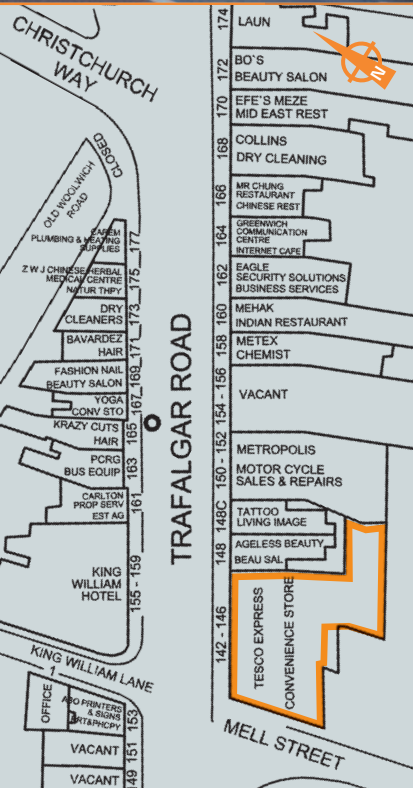 CHRISTCHURCH
WAY
CLOSED
OLD WOOLWICH
ROAD
CAREM
PLUMBING & HEATING
SUPPLIES
177
Z W J CHINESE HERBAL
MEDICAL CENTRE
NATUR THPY
175
DRY
CLEANERS
173
BAVARDEZ
HAIR
171
FASHION NAIL
BEAUTY SALON
169
YOGA
CONV STO
167
KRAZY CUTS
HAIR
165
PCRG
BUS EQUIP
163
CARLTON
PROP SERV
EST AG
161
KING
WILLIAM
HOTEL
155 - 159
KING WILLIAM LANE
1
OFFICE
ABO PRINTERS
& SIGNS
ART&PHCPY
153
VACANT
151
VACANT
149
TRAFALGAR ROAD
N
174
LAUN
172
BO`S
BEAUTY SALON
170
EFE'S MEZE
MID EAST REST
168
COLLINS
DRY CLEANING
166
MR CHUNG
RESTAURANT
CHINESE REST
164
GREENWICH
COMMUNICATION
CENTRE
INTERNET CAFE
162
EAGLE
SECURITY SOLUTIONS
BUSINESS SERVICES
160
MEHAK
INDIAN RESTAURANT
158
METEX
CHEMIST
154 - 156
VACANT
150 - 152
METROPOLIS
MOTOR CYCLE
SALES & REPAIRS
148C
TATTOO
LIVING IMAGE
148
AGELESS BEAUTY
BEAU SAL
142 - 146
TESCO EXPRESS
CONVENIENCE STORE
MELL STREET